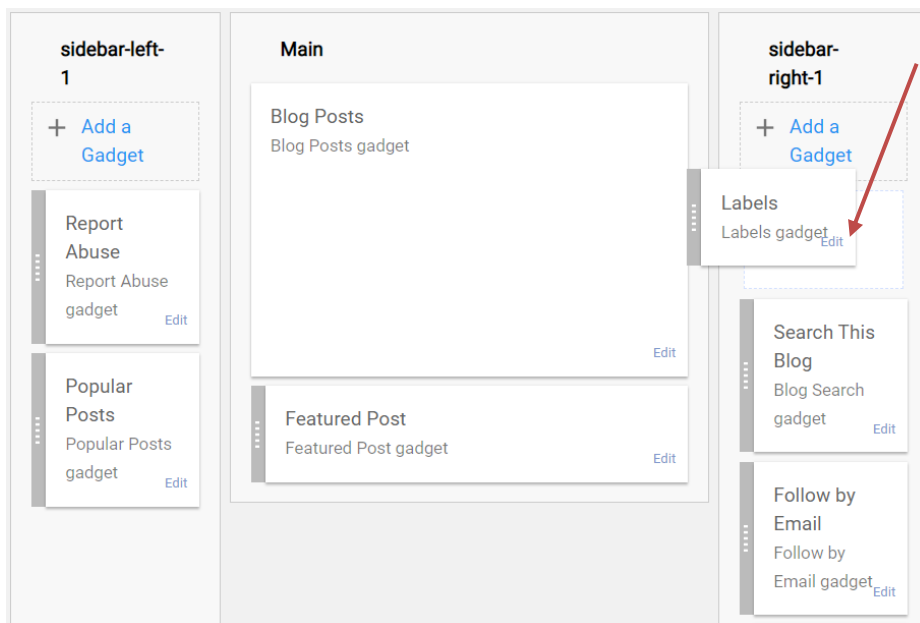 sidebar-left-
1
Add a
Gadget
Report
Abuse
Report Abuse
gadget
Edit
Popular
Posts
Popular Posts
gadget
Edit
Main
Blog Posts
Blog Posts gadget
Edit
Featured Post
Featured Post gadget
Edit
sidebar-
right-1
Add a
Gadget
Labels
Labels gadget
Edit
Search This
Blog
Blog Search
gadget
Edit
Follow by
Email
Follow by
Email gadget
Edit